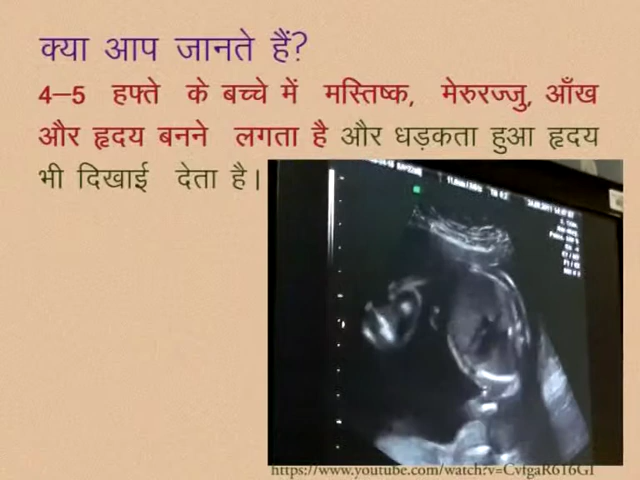 क्या आप जानते हैं?
4–5 हफ्ते के बच्चे में मस्तिष्क, मेरुरज्जु, आँख
और हृदय बनने लगता है और धड़कता हुआ हृदय
भी दिखाई देता है।
https://www.youtube.com/watch?v=CvfgaR616GI